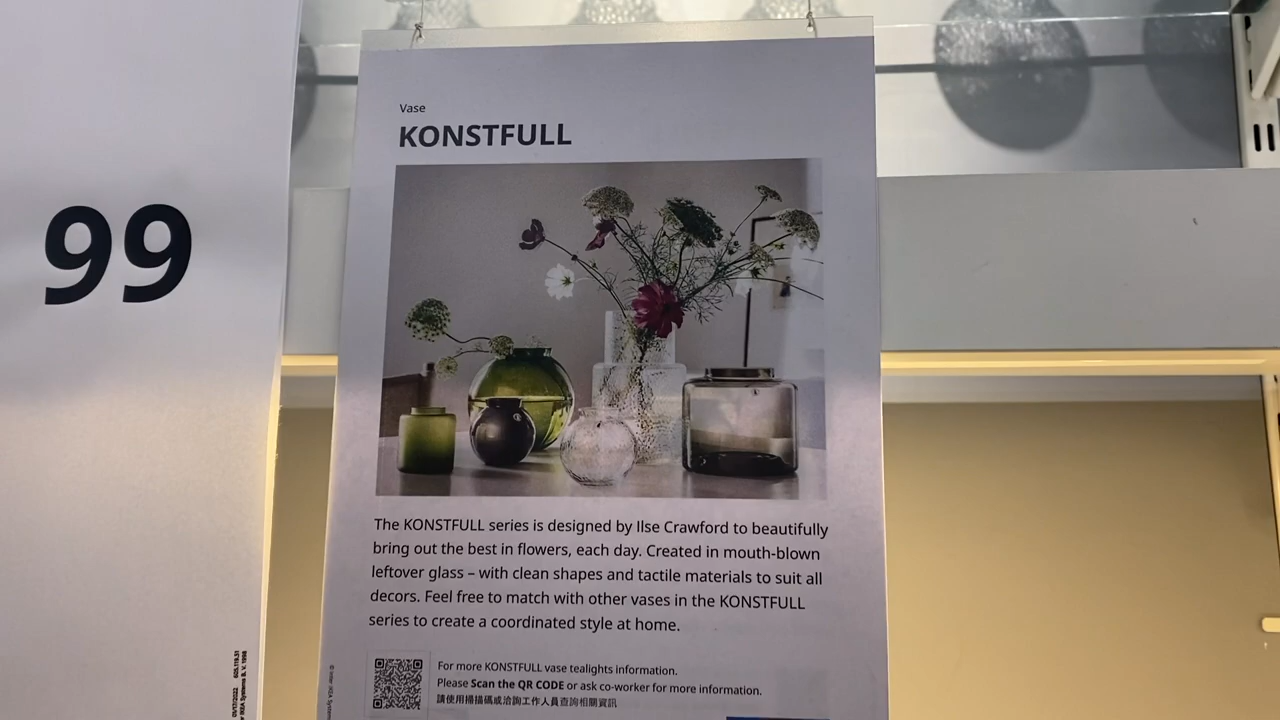 99
Vase
KONSTFULL
The KONSTFULL series is designed by Ilse Crawford to beautifully
bring out the best in flowers, each day. Created in mouth-blown
leftover glass – with clean shapes and tactile materials to suit all
decors. Feel free to match with other vases in the KONSTFULL
series to create a coordinated style at home.
For more KONSTFULL vase tealights information.
Please Scan the QR CODE or ask co-worker for more information.
請使用掃描碼或洽詢工作人員查詢相關資訊
© Inter IKEA Systems